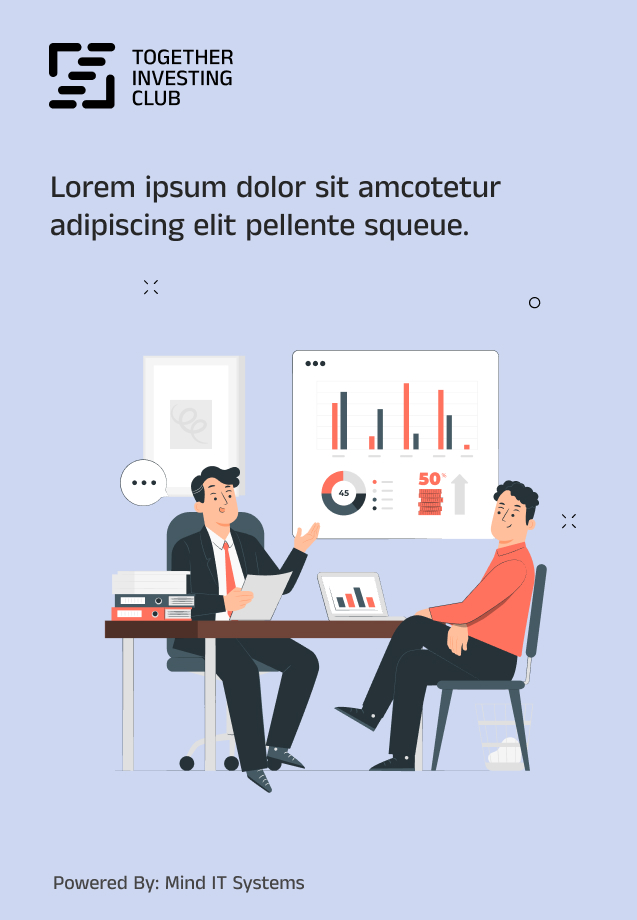 TOGETHER
INVESTING
CLUB
Lorem ipsum dolor sit amcotetur
adipiscing elit pellente squeue.
50%
45
Powered By: Mind IT Systems